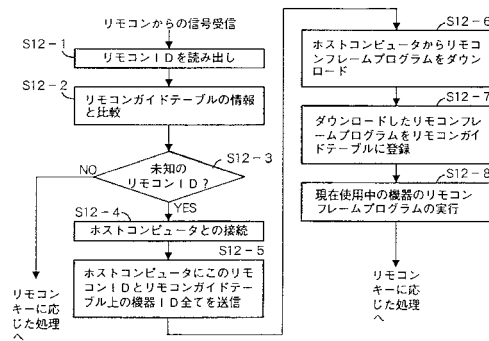 リモコンからの信号受信
S12-1
リモコンIDを読み出し
S12-2
リモコンガイドテーブルの情報
と比較
S12-3
未知の
リモコンID?
NO
YES
S12-4
ホストコンピュータとの接続
S12-5
ホストコンピュータにこのリモ
コンIDとリモコンガイドテー
ブル上の機器ID全てを送信
リモコン
キーに応
じた処理
へ
S12-6
ホストコンピュータからリモコ
ンフレームプログラムをダウン
ロード
S12-7
ダウンロードしたリモコンフレ
ームプログラムをリモコンガイ
ドテーブルに登録
S12-8
現在使用中の機器のリモコン
フレームプログラムの実行
リモコン
キーに応
じた処理
へ